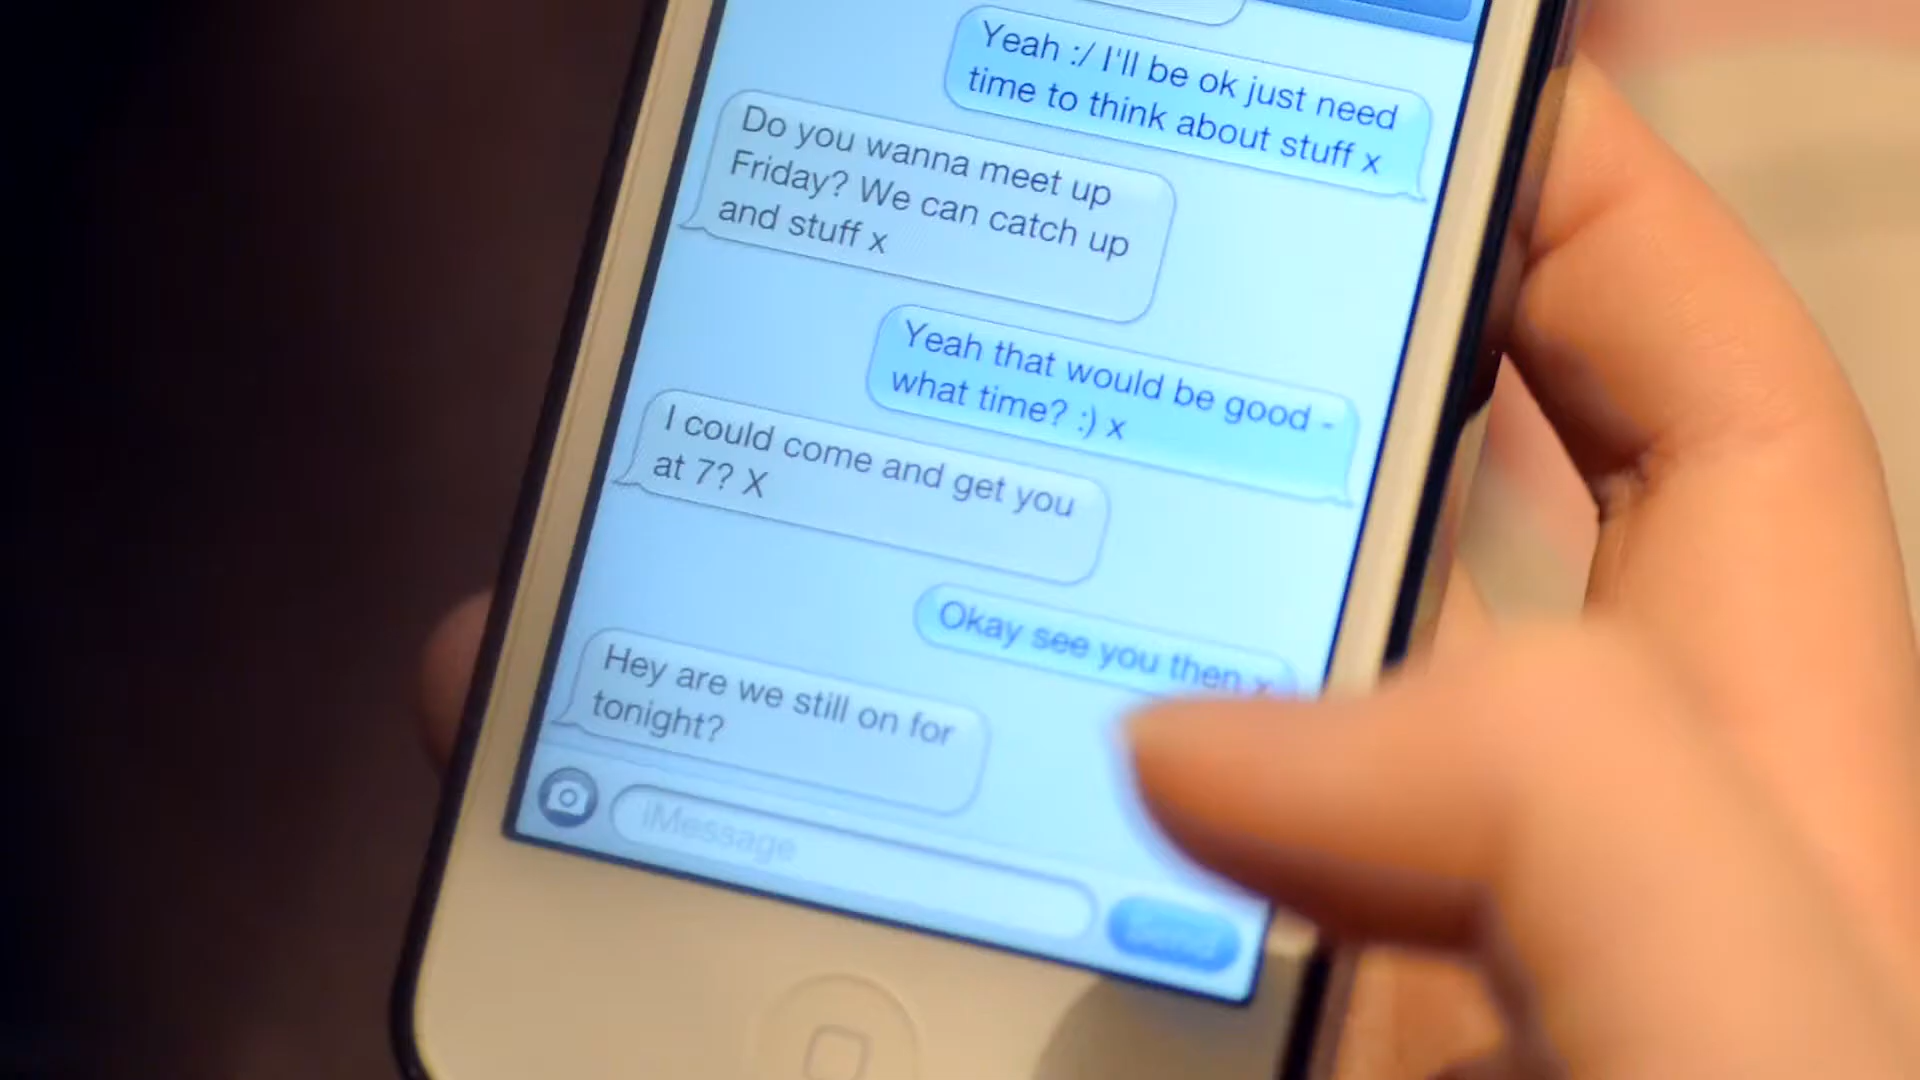 Yeah :/ I'll be ok just need
time to think about stuff x
Do you wanna meet up
Friday? We can catch up
and stuff x
Yeah that would be good -
what time? :) x
I could come and get you
at 7? X
Okay see you then x
Hey are we still on for
tonight?
iMessage
Send